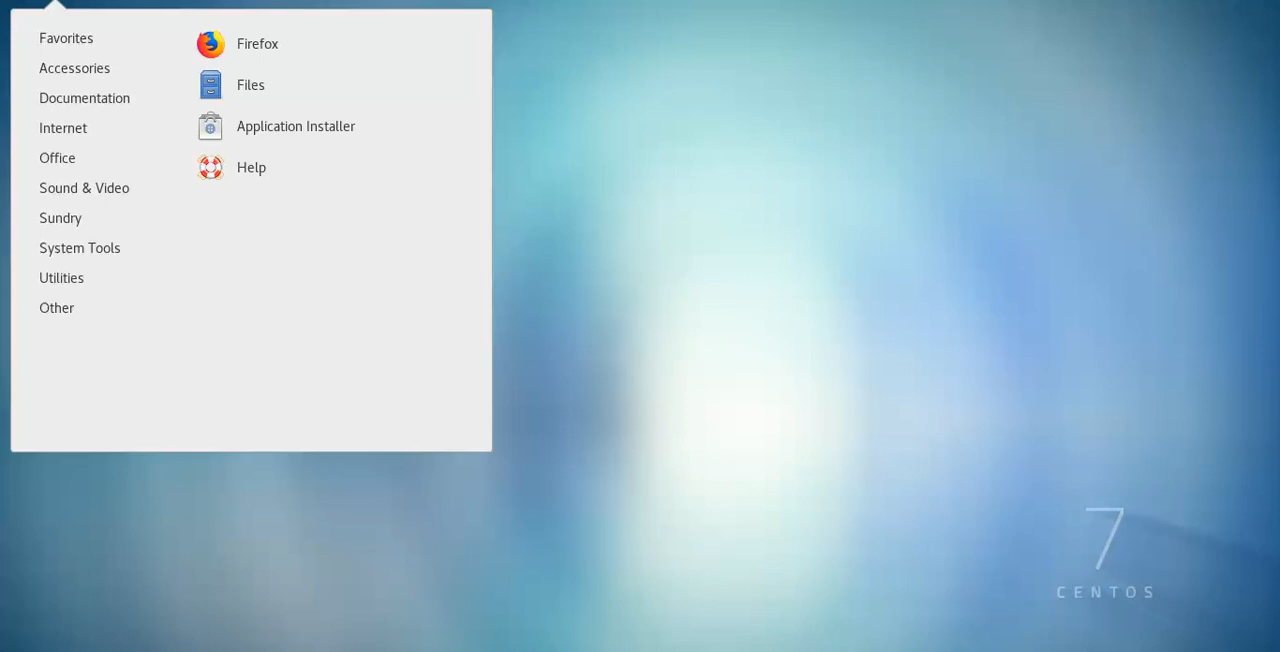 Favorites
Accessories
Documentation
Internet
Office
Sound & Video
Sundry
System Tools
Utilities
Other
Firefox
Files
Application Installer
Help
7
CENTOS